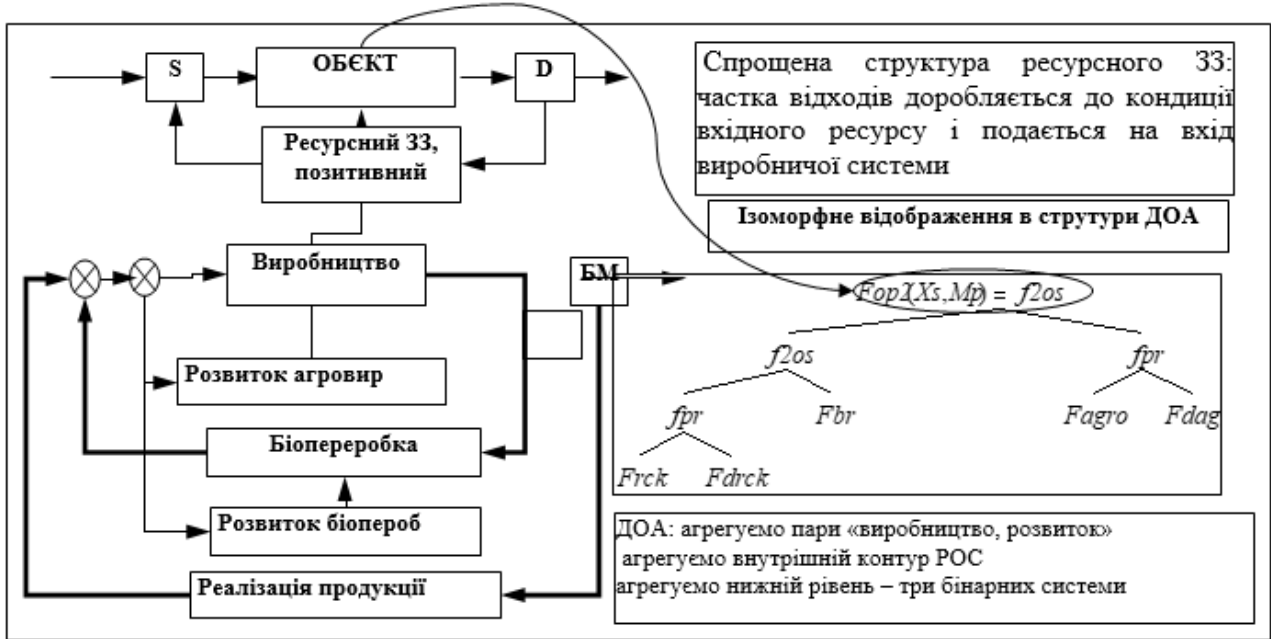 S
ОБЄКТ
D
Ресурсний ЗЗ,
позитивний
Спрощена структура ресурсного ЗЗ:
частка відходів доробляється до кондиції
вхідного ресурсу і подається на вхід
виробничої системи
Ізоморфне відображення в струтури ДОА
Виробництво
БМ
Fop2(Xs,Mp) = f2os
f2os
fpr
Розвиток агровир
fpr
Fbr
Fagro
Fdag
Біопереробка
Frck
Fdrck
Розвиток біопероб
ДОА: агрегуємо пари «виробництво, розвиток»
агрегуємо внутрішній контур РОС
агрегуємо нижній рівень – три бінарних системи
Реалізація продукції